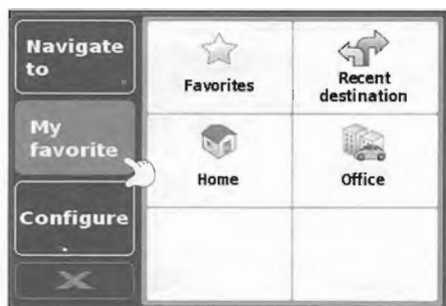 Navigate
to
My
favorite
Configure
Favorites
Recent
destination
Home
Office